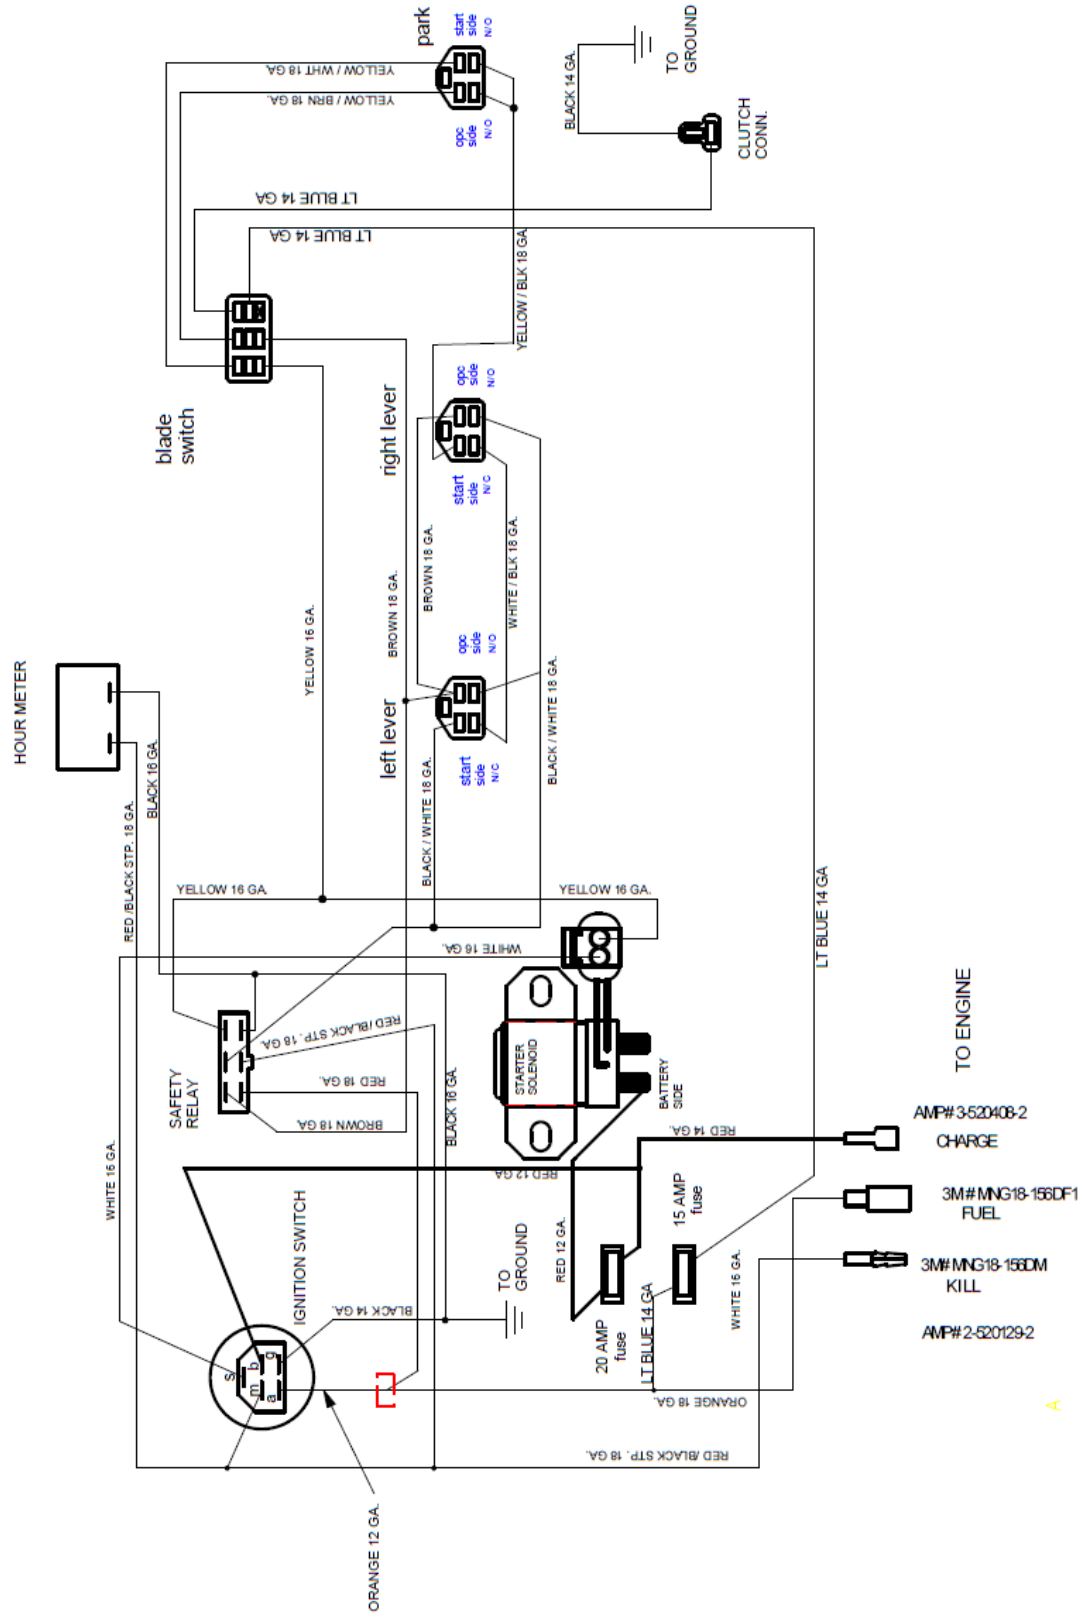 park
start
side
N/O
YELLOW / WHT 18 GA.
YELLOW / BRN 18 GA.
opc
side
N/O
BLACK 14 GA.
TO
GROUND
CLUTCH
CONN.
LT BLUE 14 GA
LT BLUE 14 GA
YELLOW / BLK 18 GA.
blade
switch
right lever
opc
side
N/O
start
side
N/C
BROWN 18 GA.
BROWN 18 GA.
WHITE / BLK 18 GA.
YELLOW 16 GA.
HOUR METER
left lever
opc
side
N/O
start
side
N/C
BLACK / WHITE 18 GA.
BLACK / WHITE 18 GA.
BLACK 16 GA.
RED /BLACK STP. 18 GA.
YELLOW 16 GA.
YELLOW 16 GA.
WHITE 16 GA.
LT BLUE 14 GA
SAFETY
RELAY
RED /BLACK STP. 18 GA.
RED 18 GA.
BROWN 18 GA.
BLACK 16 GA.
STARTER
SOLENOID
BATTERY
SIDE
RED 14 GA.
RED 12 GA
WHITE 16 GA.
TO ENGINE
AMP# 3-520408-2
CHARGE
3M # MNG18-156DF1
FUEL
3M# MNG18-156DM
KILL
AMP# 2-520129-2
IGNITION SWITCH
TO
GROUND
BLACK 14 GA.
RED 12 GA.
15 AMP
fuse
20 AMP
fuse
LT BLUE 14 GA
WHITE 16 GA.
ORANGE 18 GA.
RED /BLACK STP. 18 GA.
s
b
g
m
a
ORANGE 12 GA.
A